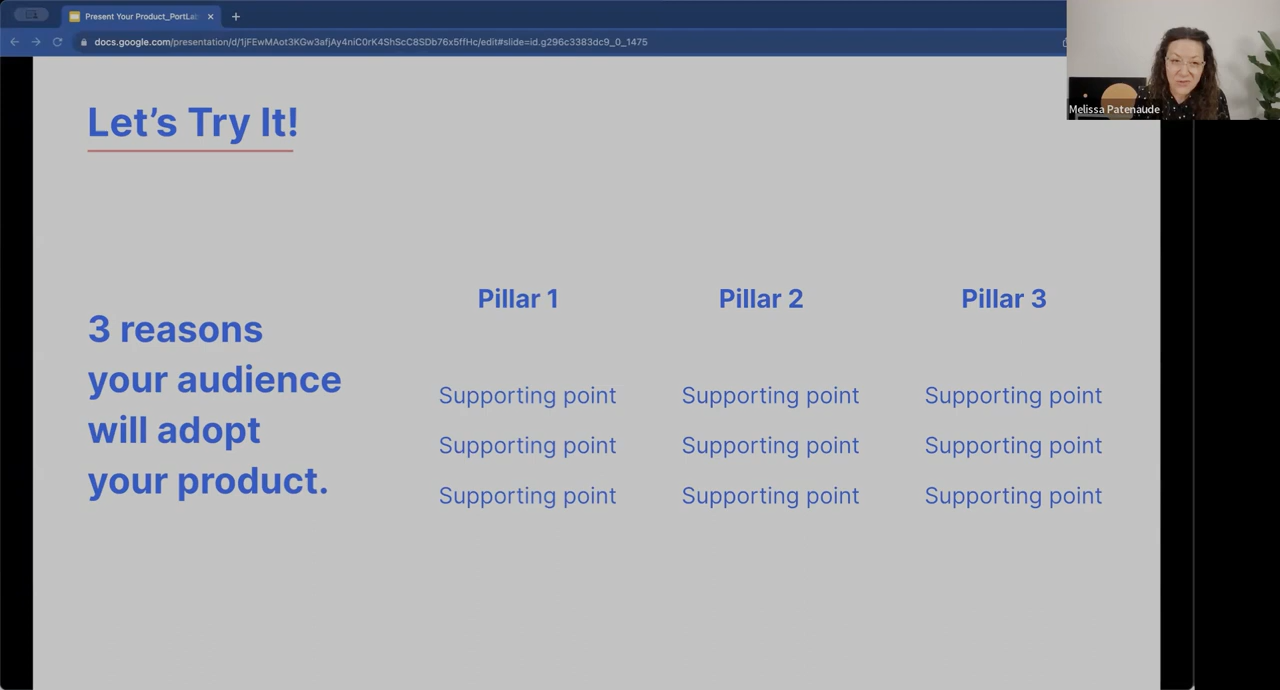 Present Your Product_PortLa
docs.google.com/presentation/d/1jFEwMAot3KGw3afjAy4niC0rK4ShScC8SDb76x5ffHc/edit#slide=id.g296c3383dc9_0_1475
Melissa Patenaude
Let's Try It!
3 reasons
your audience
will adopt
your product.
Pillar 1
Supporting point
Supporting point
Supporting point
Pillar 2
Supporting point
Supporting point
Supporting point
Pillar 3
Supporting point
Supporting point
Supporting point